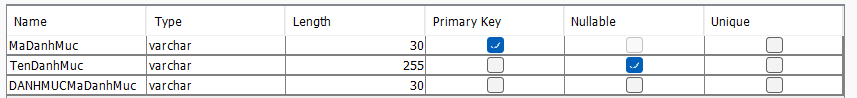 Name Type Length Primary Key Nullable Unique
MaDanhMuc varchar 30
TenDanhMuc varchar 255
DANHMUCMaDanhMuc varchar 30